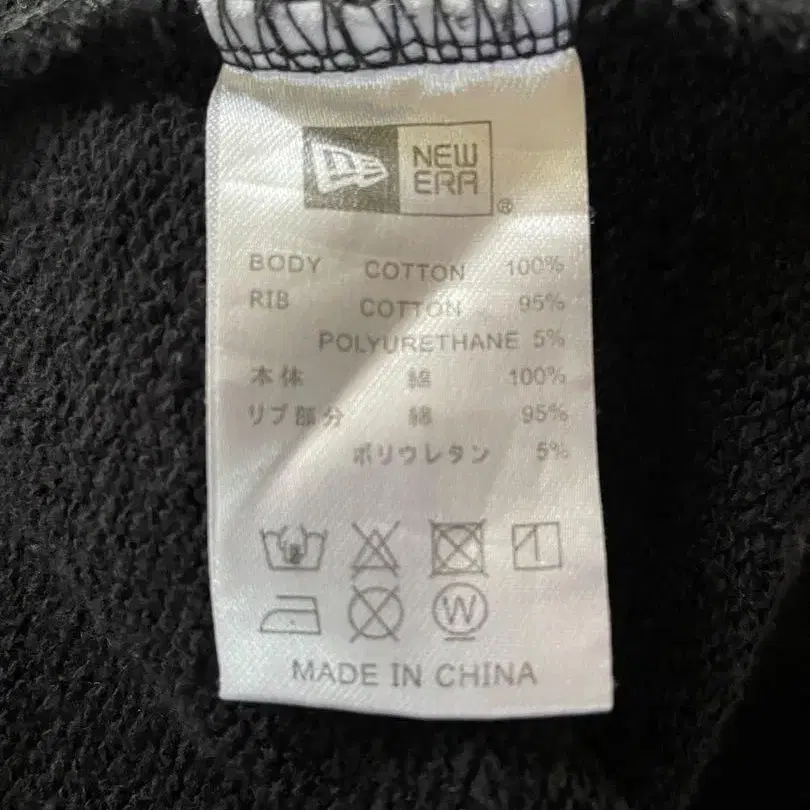 NEW
ERA
®
BODY COTTON 100%
RIB COTTON 95%
POLYURETHANE 5%
本体 綿 100%
リブ部分 綿 95%
ポリウレタン 5%
W
MADE IN CHINA